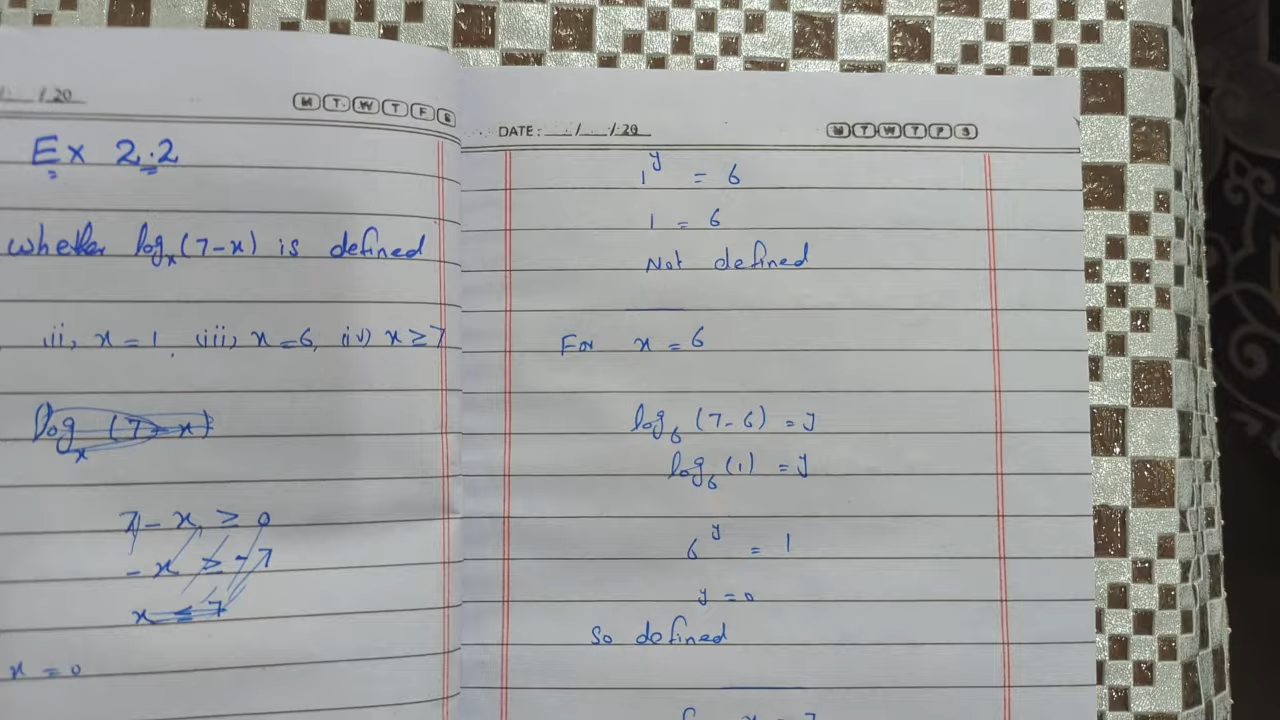 / 20
M T W T F S
Ex 2.2
whether logₓ(7-x) is defined
ii, x = 1, (iii, x = 6, iv) x ≥ 7
logₓ (7-x)
7 - x ≥ 0
- x ≥ -7
x ≤ 7
x = 0
DATE: / / 20
M T W T F S
1^y = 6
1 = 6
Not defined
For x = 6
log₆ (7-6) = y
log₆ (1) = y
6^y = 1
y = 0
So defined